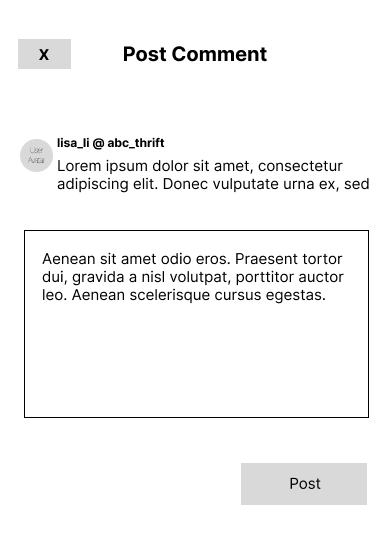 X
Post Comment
lisa_li @ abc_thrift
User
Avatar
Lorem ipsum dolor sit amet, consectetur
adipiscing elit. Donec vulputate urna ex, sed
Aenean sit amet odio eros. Praesent tortor
dui, gravida a nisl volutpat, porttitor auctor
leo. Aenean scelerisque cursus egestas.
Post